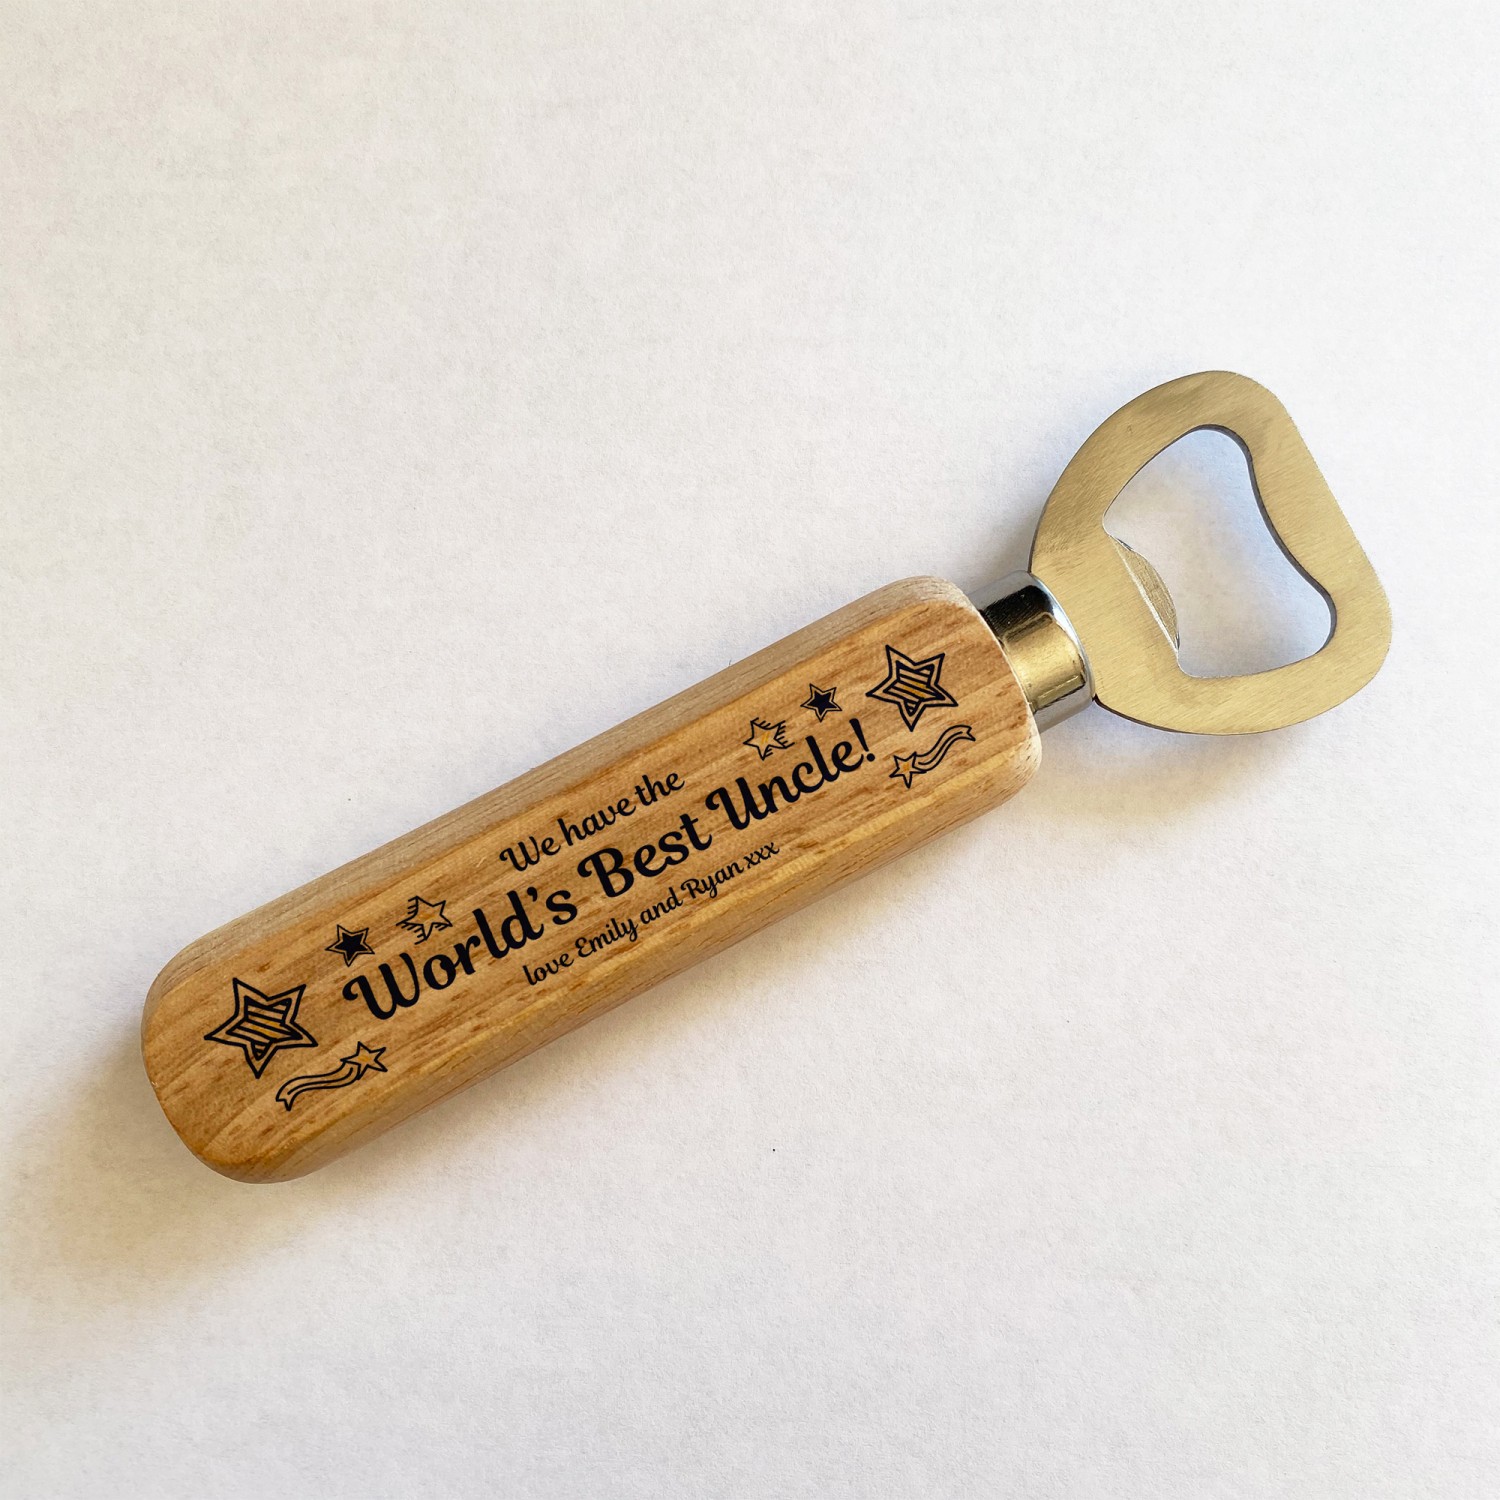 We have the
World's Best Uncle!
love Emily and Ryan xxx